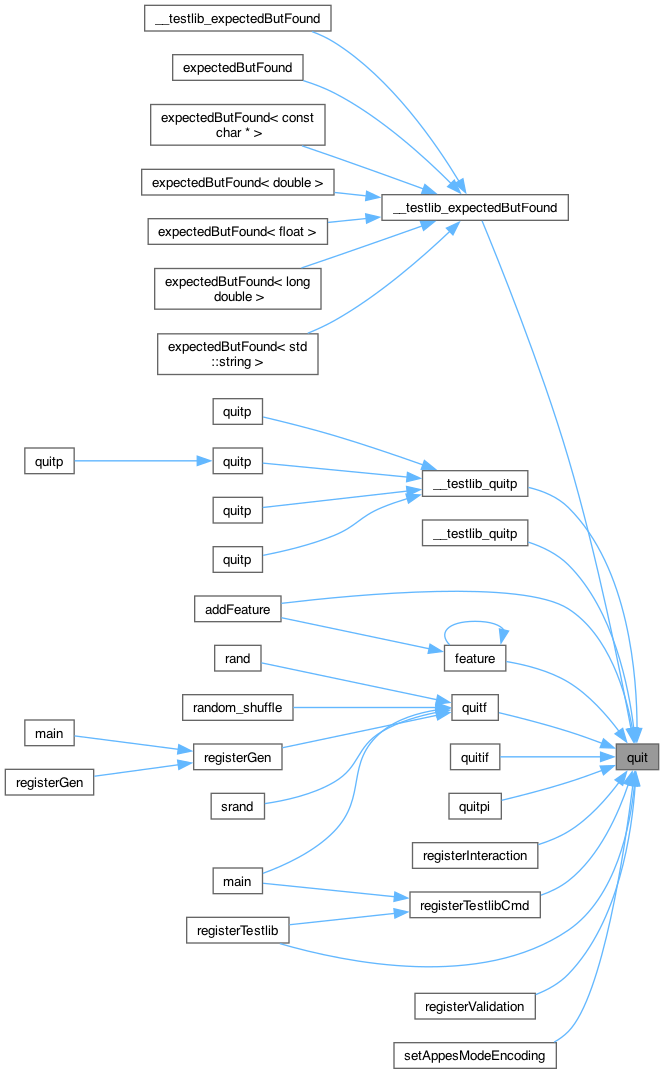 __testlib_expectedButFound
expectedButFound
expectedButFound< const
char * >
expectedButFound< double >
__testlib_expectedButFound
expectedButFound< float >
expectedButFound< long
double >
expectedButFound< std
::string >
quitp
quitp
quitp
__testlib_quitp
quitp
__testlib_quitp
quitp
addFeature
rand
feature
random_shuffle
quitf
main
registerGen
quitif
quit
registerGen
srand
quitpi
registerInteraction
main
registerTestlibCmd
registerTestlib
registerValidation
setAppesModeEncoding